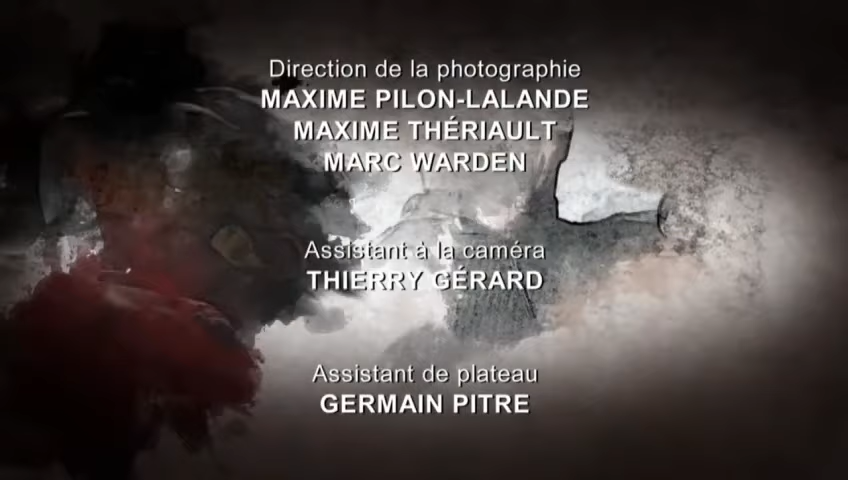 Direction de la photographie
MAXIME PILON-LALANDE
MAXIME THÉRIAULT
MARC WARDEN
Assistant à la caméra
THIERRY GÉRARD
Assistant de plateau
GERMAIN PITRE